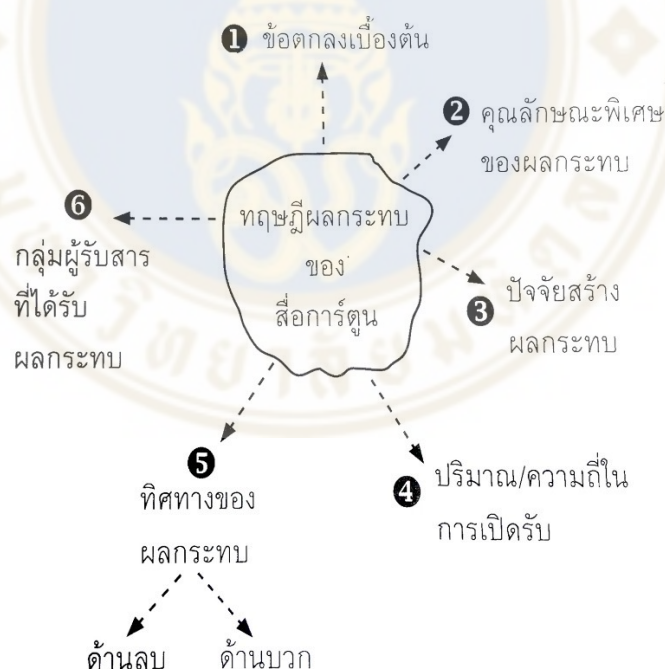 ❶ ข้อตกลงเบื้องต้น
❷ คุณลักษณะพิเศษ
ของผลกระทบ
ทฤษฎีผลกระทบ
ของ
สื่อการ์ตูน
❸ ปัจจัยสร้าง
ผลกระทบ
❹ ปริมาณ/ความถี่ใน
การเปิดรับ
❺
ทิศทางของ
ผลกระทบ
ด้านลบ ด้านบวก
❻
กลุ่มผู้รับสาร
ที่ได้รับ
ผลกระทบ